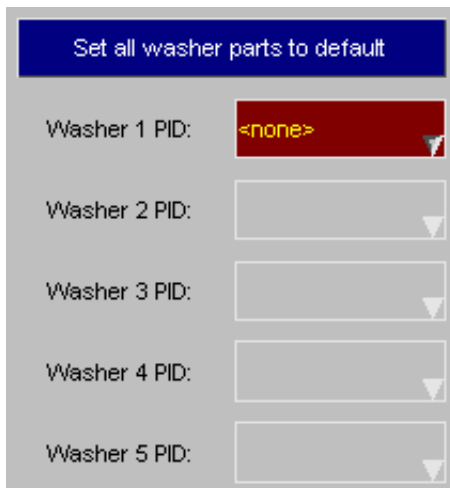 Set all washer parts to default
Washer 1 PID: <none>
Washer 2 PID:
Washer 3 PID:
Washer 4 PID:
Washer 5 PID: